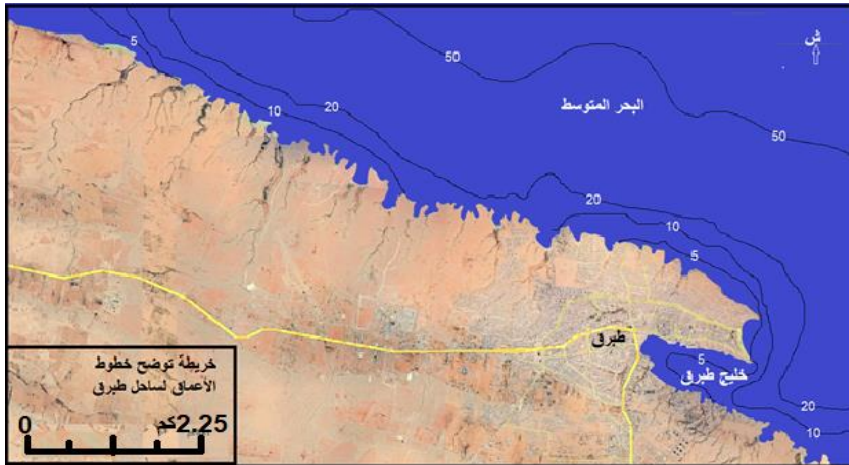 50
ش
5
10
20
البحر المتوسط
50
20
10
5
طبرق
5
خليج طبرق
20
10
خريطة توضح خطوط
الأعماق لساحل طبرق
0
2.25كم